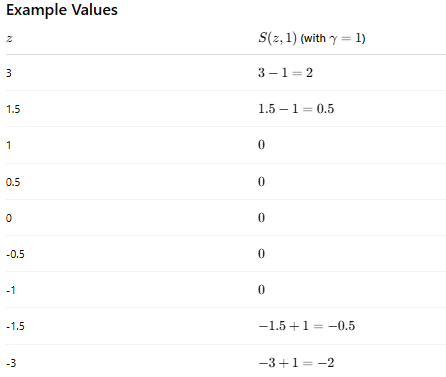 Example Values
z S(z, 1) (with γ = 1)
3 3 − 1 = 2
1.5 1.5 − 1 = 0.5
1 0
0.5 0
0 0
-0.5 0
-1 0
-1.5 −1.5 + 1 = −0.5
-3 −3 + 1 = −2